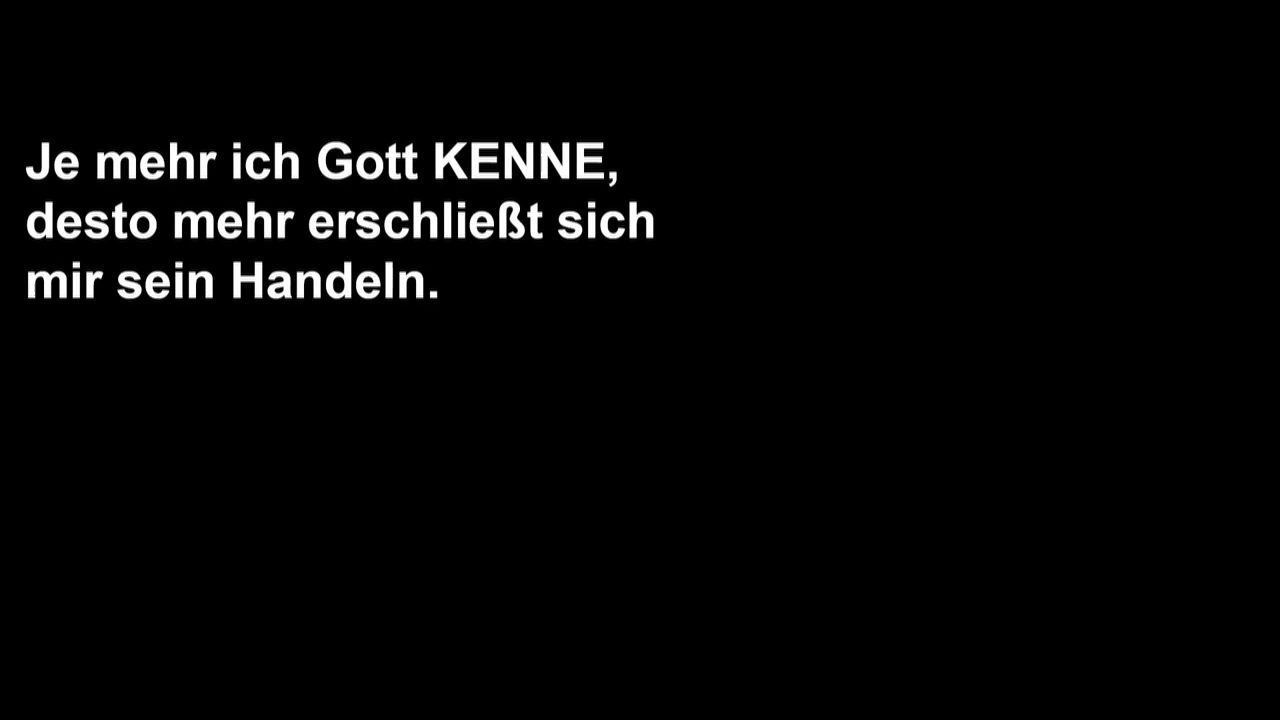 Je mehr ich Gott KENNE,
desto mehr erschließt sich
mir sein Handeln.